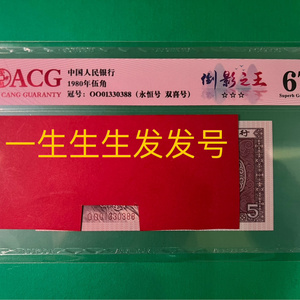 ACG 中国人民银行 倒影之王 67
CANG GUARANTY 1980年伍角 ☆☆☆ Superb G
冠号：OO01330388（永恒号 双喜号）
一生生生发发号
行
OO01330388
5